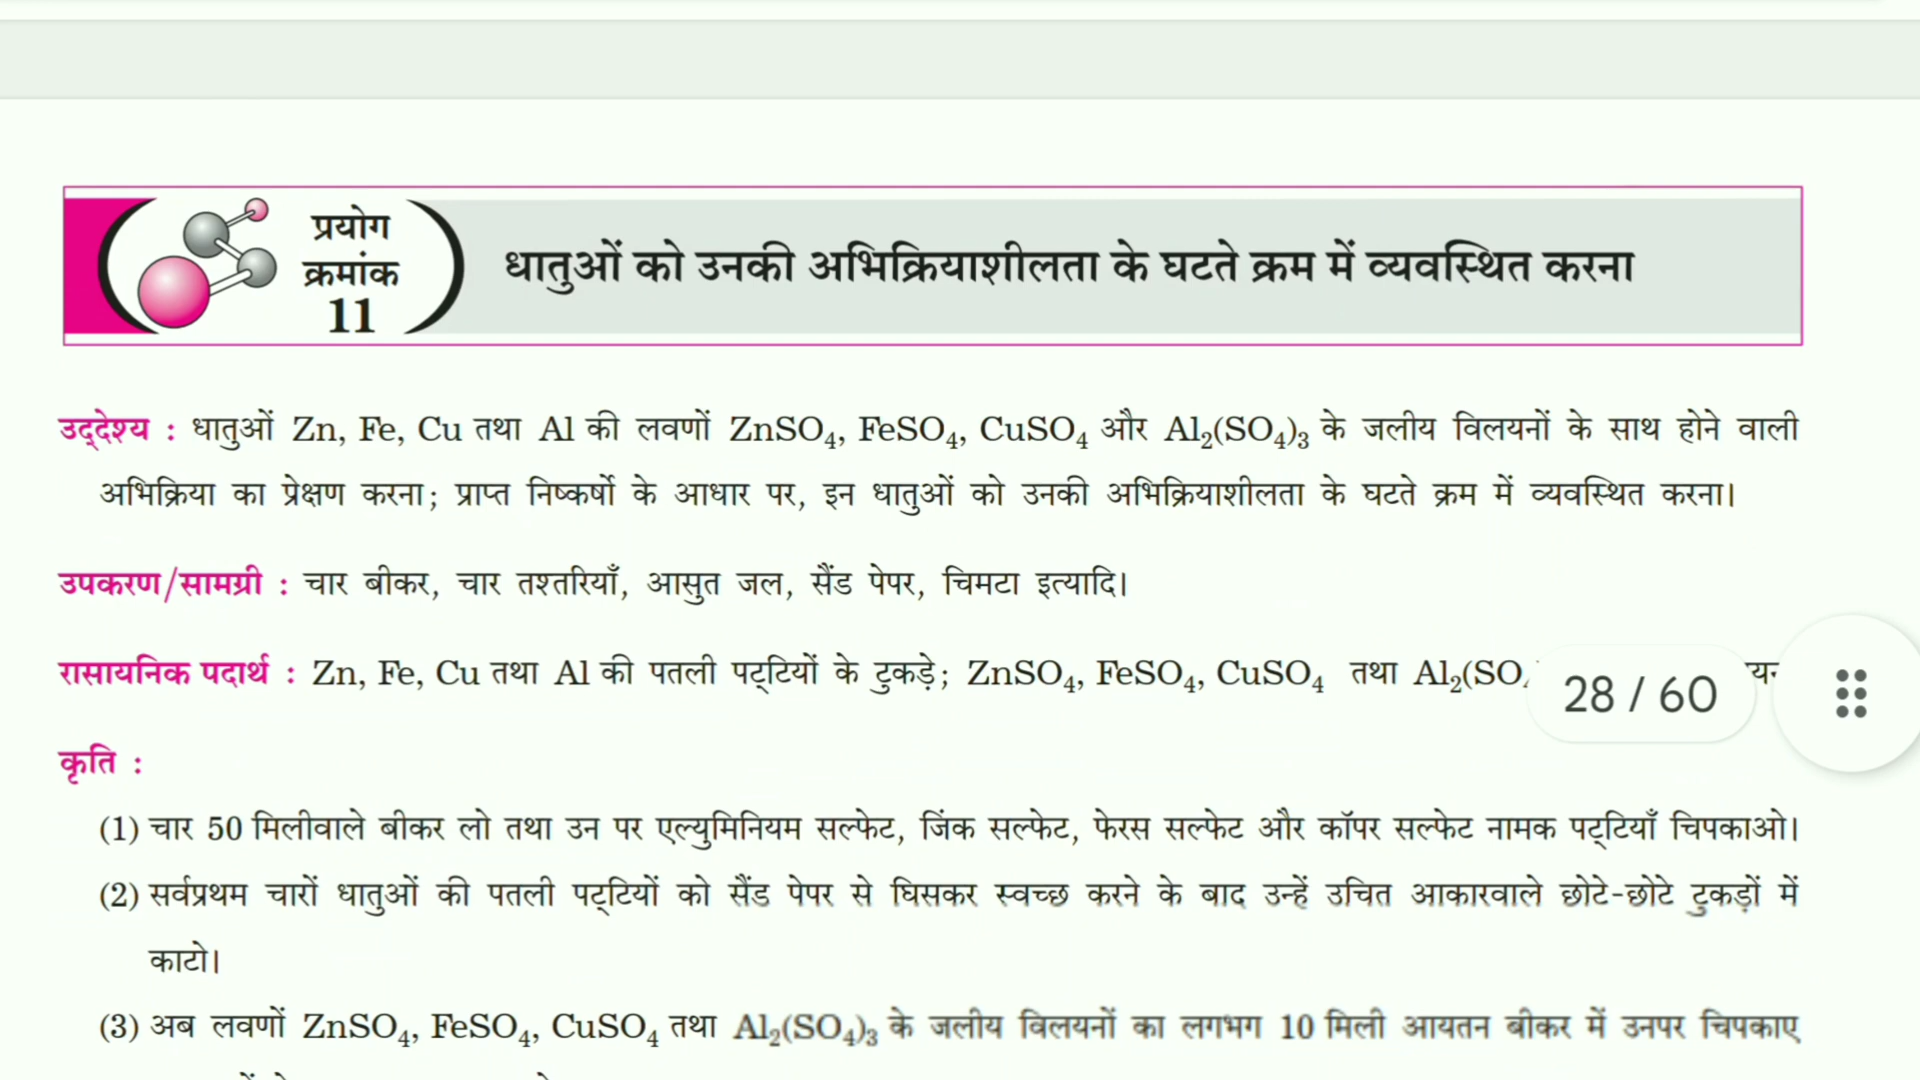 प्रयोग
क्रमांक
11
धातुओं को उनकी अभिक्रियाशीलता के घटते क्रम में व्यवस्थित करना
उद्देश्य : धातुओं Zn, Fe, Cu तथा Al की लवणों ZnSO₄, FeSO₄, CuSO₄ और Al₂(SO₄)₃ के जलीय विलयनों के साथ होने वाली
अभिक्रिया का प्रेक्षण करना; प्राप्त निष्कर्षो के आधार पर, इन धातुओं को उनकी अभिक्रियाशीलता के घटते क्रम में व्यवस्थित करना।
उपकरण/सामग्री : चार बीकर, चार तश्तरियाँ, आसुत जल, सैंड पेपर, चिमटा इत्यादि।
रासायनिक पदार्थ : Zn, Fe, Cu तथा Al की पतली पट्टियों के टुकड़े; ZnSO₄, FeSO₄, CuSO₄ तथा Al₂(SO
28 / 60
कृति :
(1) चार 50 मिलीवाले बीकर लो तथा उन पर एल्युमिनियम सल्फेट, जिंक सल्फेट, फेरस सल्फेट और कॉपर सल्फेट नामक पट्टियाँ चिपकाओ।
(2) सर्वप्रथम चारों धातुओं की पतली पट्टियों को सैंड पेपर से घिसकर स्वच्छ करने के बाद उन्हें उचित आकारवाले छोटे-छोटे टुकड़ों में
काटो।
(3) अब लवणों ZnSO₄, FeSO₄, CuSO₄ तथा Al₂(SO₄)₃ के जलीय विलयनों का लगभग 10 मिली आयतन बीकर में उनपर चिपकाए